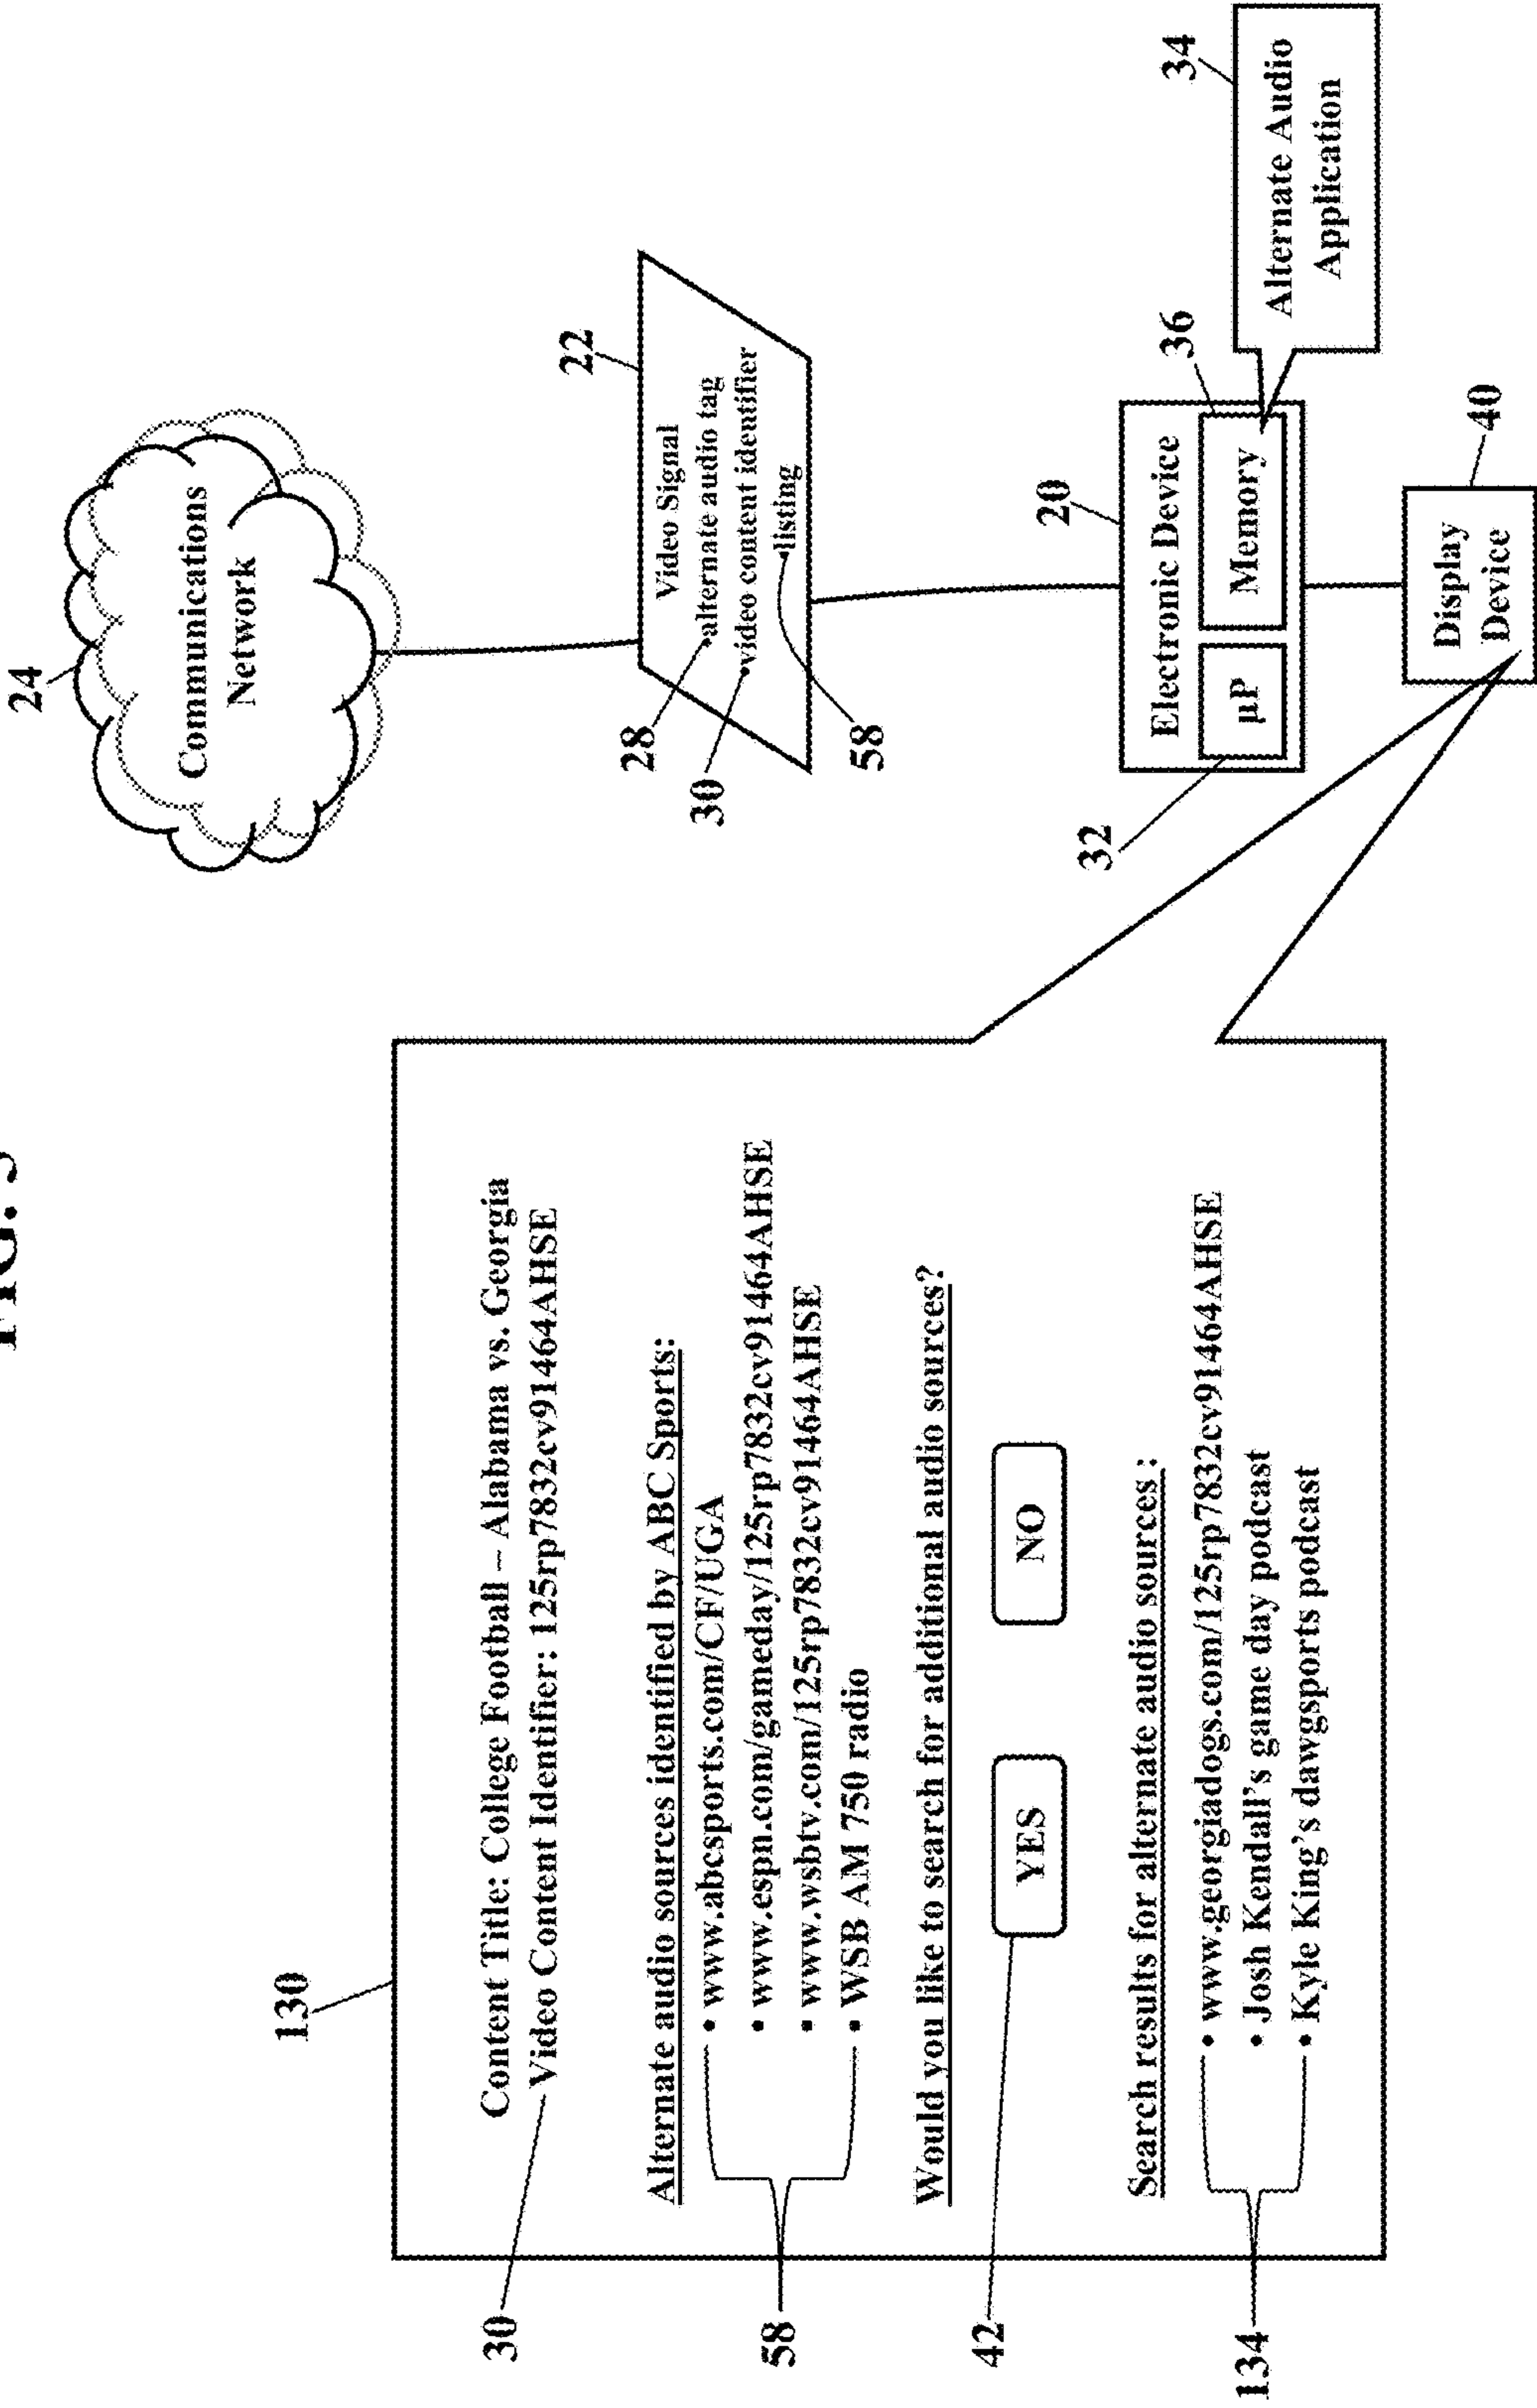 24
Communications
Network
22
Video Signal
•alternate audio tag
•video content identifier
•listing
28
30
58
20
Electronic Device
µP
Memory
32
36
34
Alternate Audio
Application
40
Display
Device
130
Content Title: College Football – Alabama vs. Georgia
Video Content Identifier: 125rp7832cv91464AHSE
30
Alternate audio sources identified by ABC Sports:
• www.abcsports.com/CF/UGA
• www.espn.com/gameday/125rp7832cv91464AHSE
• www.wsbtv.com/125rp7832cv91464AHSE
• WSB AM 750 radio
58
Would you like to search for additional audio sources?
YES
NO
42
Search results for alternate audio sources :
• www.georgiadogs.com/125rp7832cv91464AHSE
• Josh Kendall's game day podcast
• Kyle King's dawgsports podcast
134